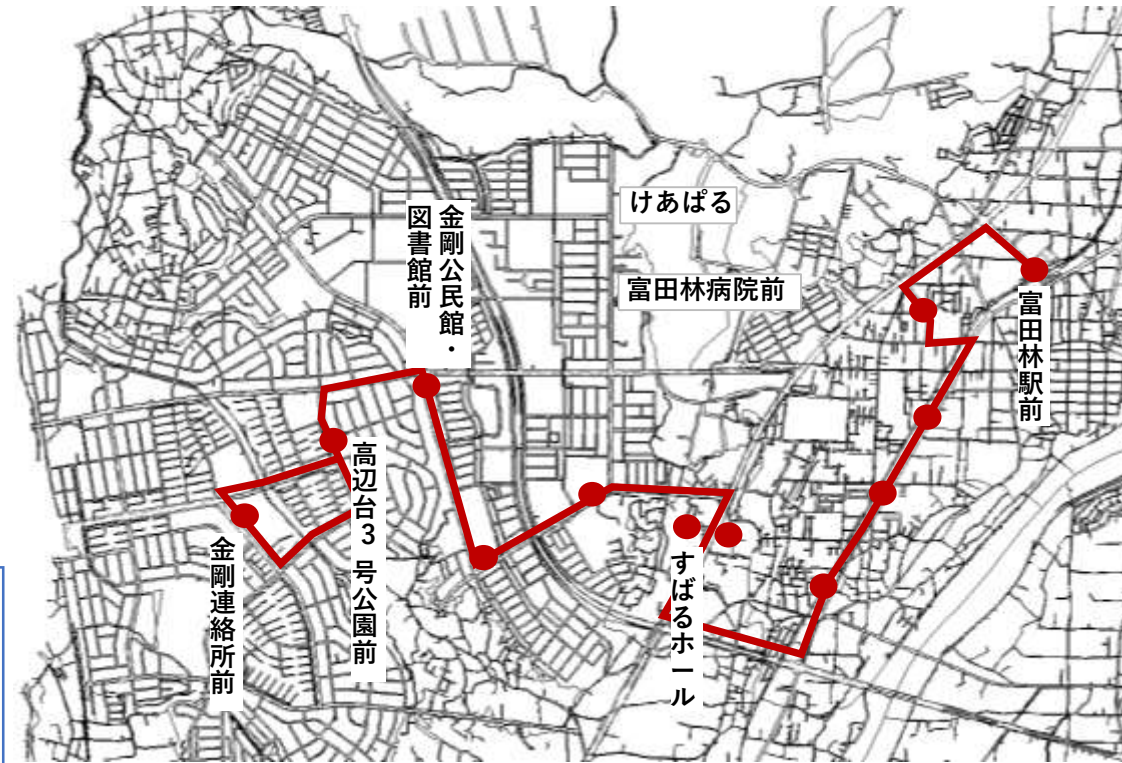 けあぱる
富田林病院前
富田林駅前
金剛公民館・
図書館前
すばるホール
高辺台３号公園前
金剛連絡所前